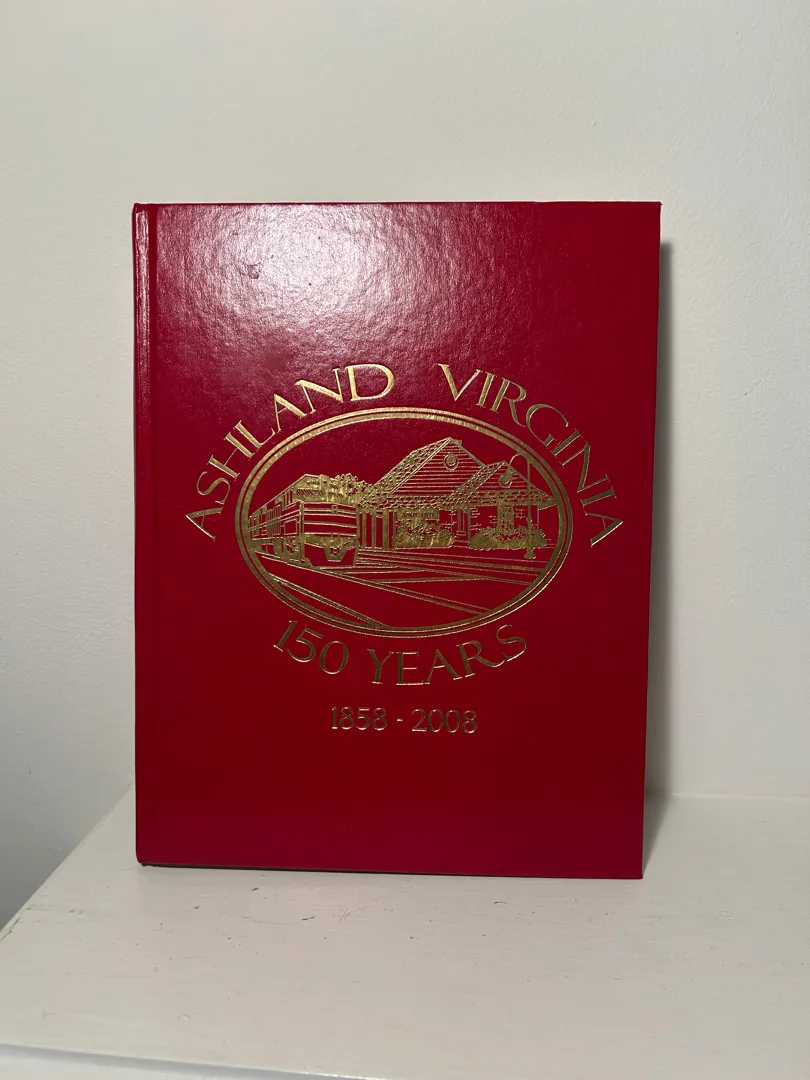 ASHLAND VIRGINIA
150 YEARS
1858 - 2008